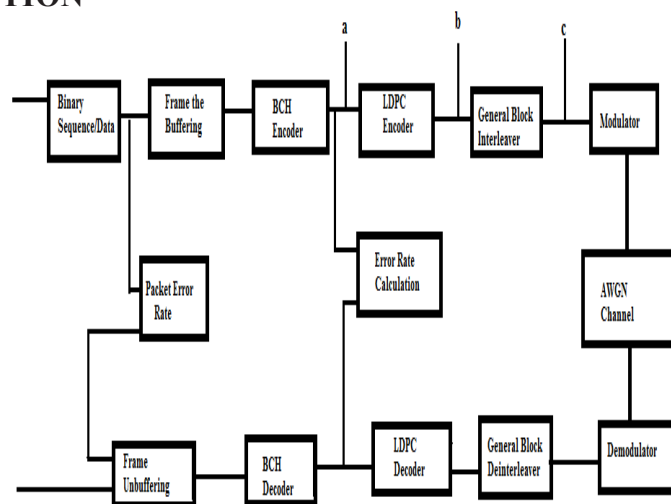 TION
a
b
c
Binary
Sequence/Data
Frame the
Buffering
BCH
Encoder
LDPC
Encoder
General Block
Interleaver
Modulator
Packet Error
Rate
Error Rate
Calculation
AWGN
Channel
Frame
Unbuffering
BCH
Decoder
LDPC
Decoder
General Block
Deinterleaver
Demodulator